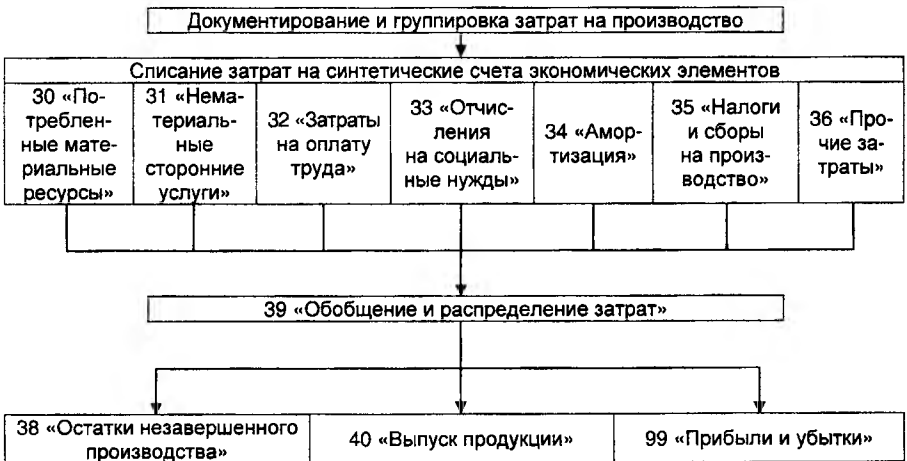 Документирование и группировка затрат на производство
Списание затрат на синтетические счета экономических элементов
30 «По-
треблен-
ные мате-
риальные
ресурсы»
31 «Нема-
териаль-
ные
сторонние
услуги»
32 «Затраты
на оплату
труда»
33 «Отчис-
ления
на социаль-
ные нужды»
34 «Амор-
тизация»
35 «Налоги
и сборы
на произ-
водство»
36 «Про-
чие за-
траты»
39 «Обобщение и распределение затрат»
38 «Остатки незавершенного
производства»
40 «Выпуск продукции»
99 «Прибыли и убытки»